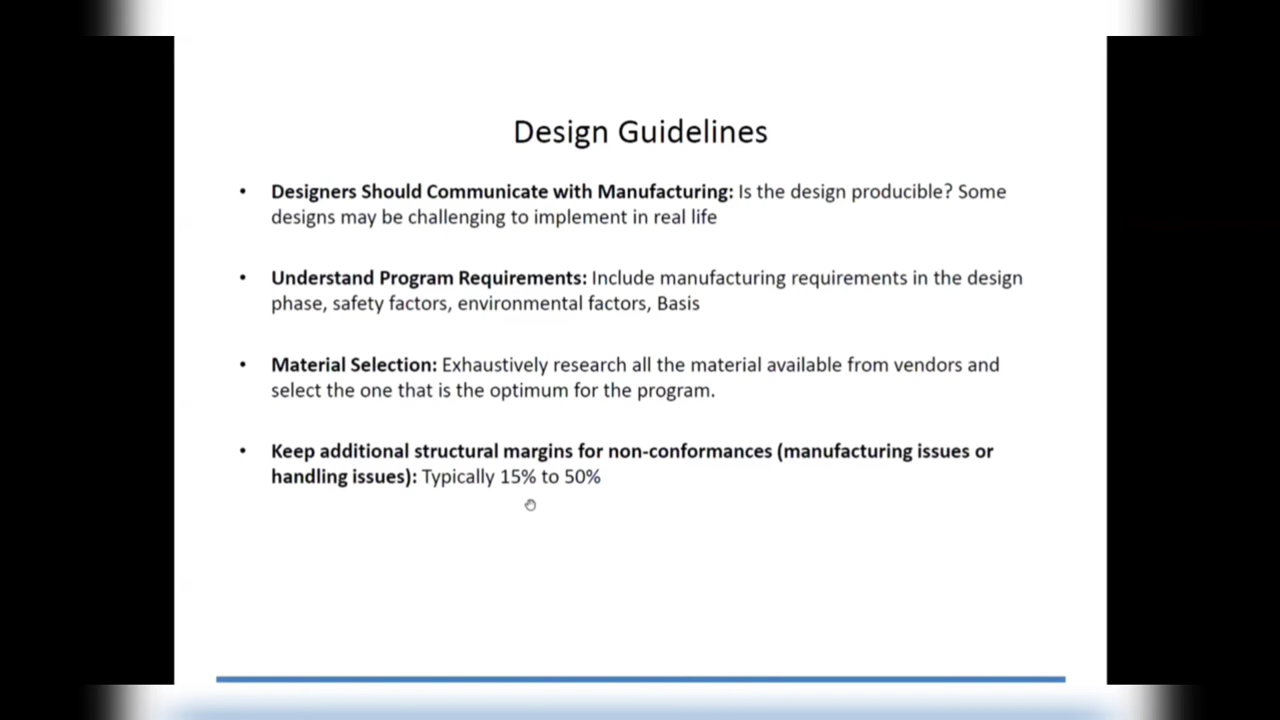 Design Guidelines
• Designers Should Communicate with Manufacturing: Is the design producible? Some
designs may be challenging to implement in real life
• Understand Program Requirements: Include manufacturing requirements in the design
phase, safety factors, environmental factors, Basis
• Material Selection: Exhaustively research all the material available from vendors and
select the one that is the optimum for the program.
• Keep additional structural margins for non-conformances (manufacturing issues or
handling issues): Typically 15% to 50%